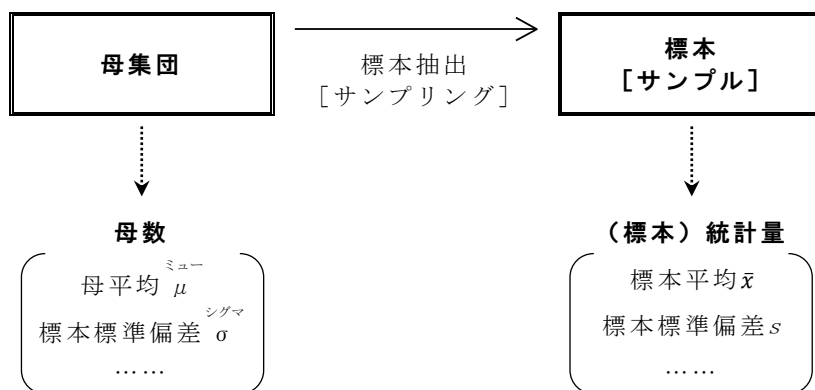 母集団
標本抽出
[サンプリング]
標本
[サンプル]
母数
母平均 μ ミュー
標本標準偏差 σ シグマ
……
(標本)統計量
標本平均x̄
標本標準偏差s
……